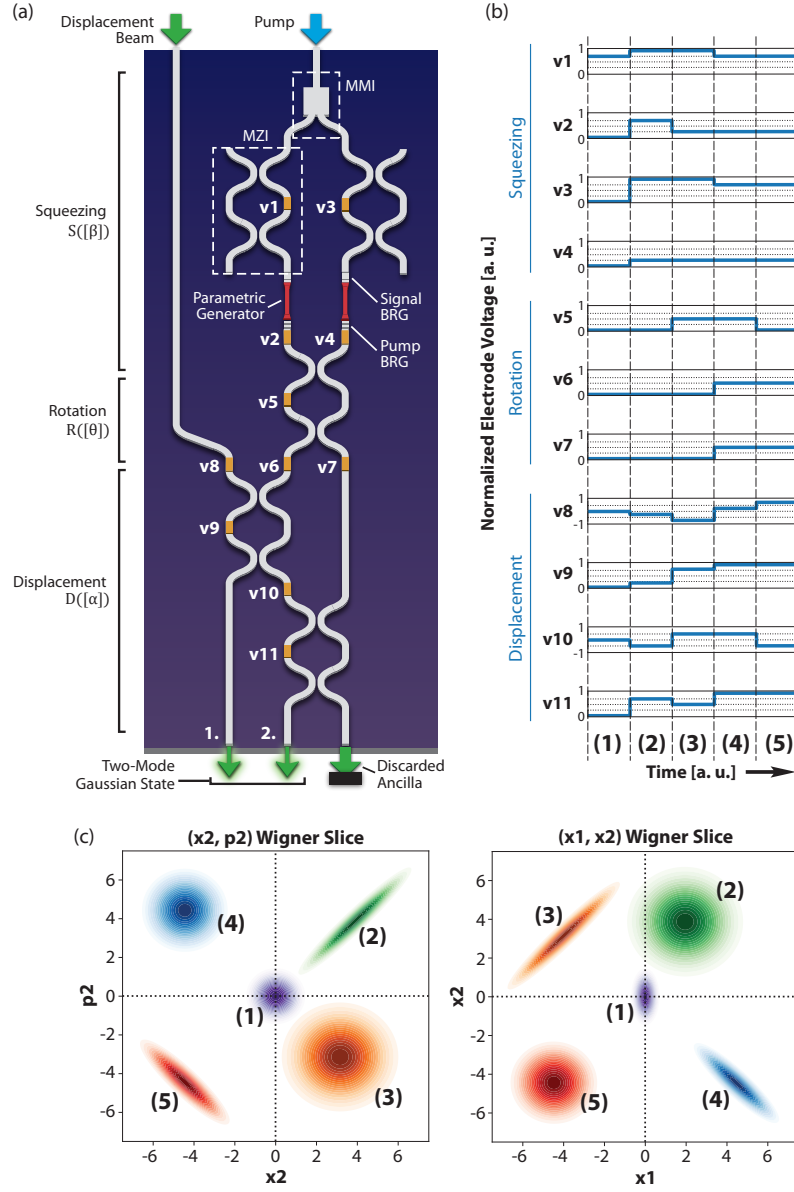 (a)
Displacement
Beam
Pump
MMI
MZI
Squeezing
S([β])
v1
v3
Parametric
Generator
Signal
BRG
v2
v4
Pump
BRG
Rotation
R([θ])
v5
v8
v6
v7
v9
Displacement
D([α])
v10
v11
1.
2.
Two-Mode
Gaussian State
Discarded
Ancilla
(b)
Normalized Electrode Voltage [a. u.]
Squeezing
v1
1
0
v2
1
0
v3
1
0
v4
1
0
Rotation
v5
1
0
v6
1
0
v7
1
0
Displacement
v8
1
-1
v9
1
0
v10
1
-1
v11
1
0
(1) (2) (3) (4) (5)
Time [a. u.]
(c)
(x2, p2) Wigner Slice
p2
6
4
2
0
-2
-4
-6
(4)
(2)
(1)
(5)
(3)
-6 -4 -2 0 2 4 6
x2
(x1, x2) Wigner Slice
x2
6
4
2
0
-2
-4
-6
(2)
(3)
(1)
(5)
(4)
-6 -4 -2 0 2 4 6
x1